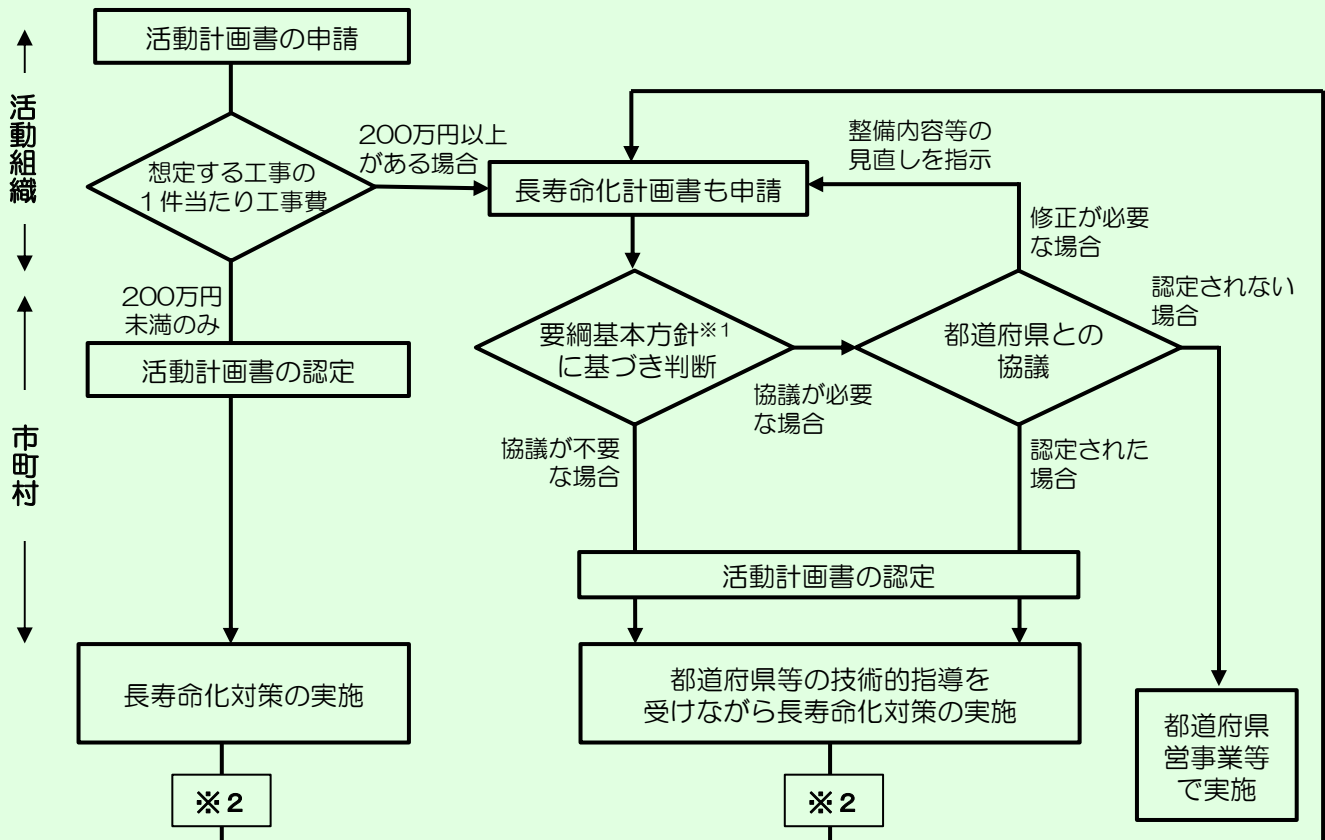 活動計画書の申請
活動組織
想定する工事の
1件当たり工事費
200万円以上
がある場合
長寿命化計画書も申請
整備内容等の
見直しを指示
修正が必要
な場合
200万円
未満のみ
活動計画書の認定
市町村
要綱基本方針※1
に基づき判断
協議が必要
な場合
都道府県との
協議
認定されない
場合
協議が不要
な場合
認定された
場合
活動計画書の認定
長寿命化対策の実施
都道府県等の技術的指導を
受けながら長寿命化対策の実施
都道府県
営事業等
で実施
※2
※2